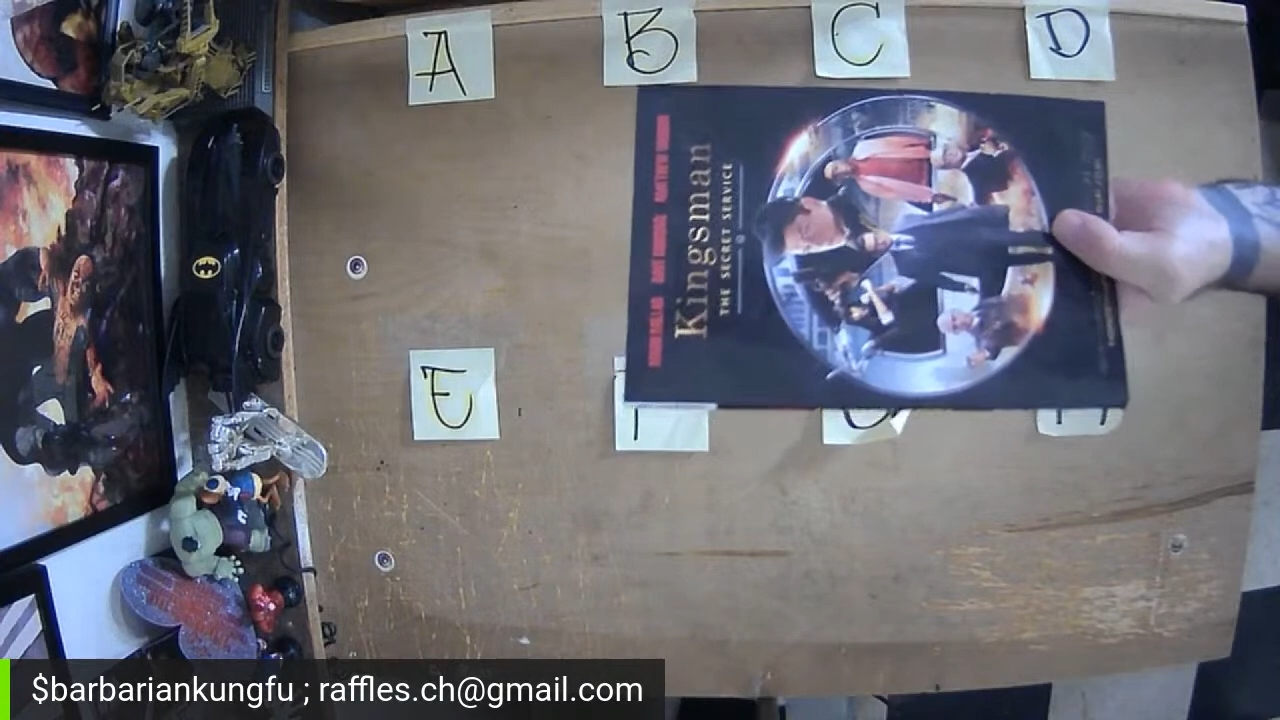 A
B
C
D
Kingsman
THE SECRET SERVICE
E
$barbariankungfu ; raffles.ch@gmail.com